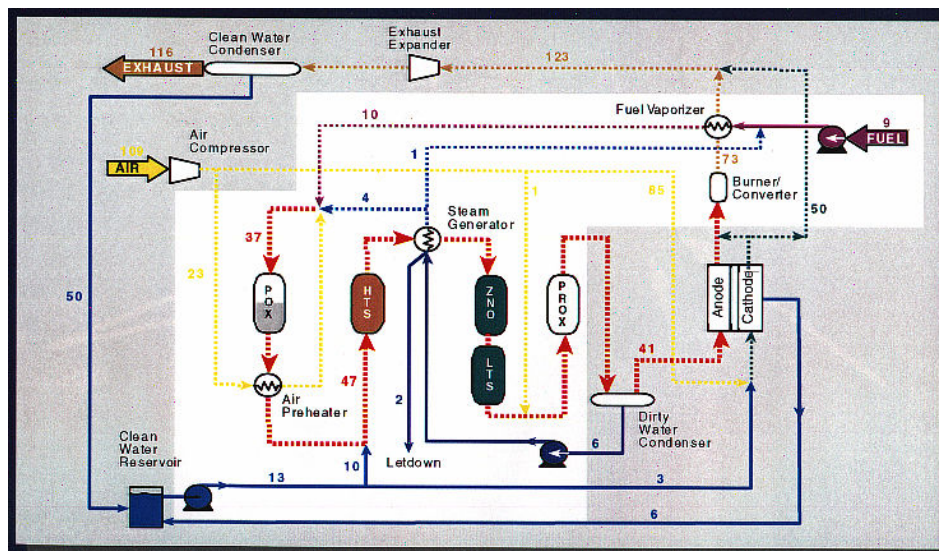 Clean Water
Condenser
Exhaust
Expander
116
EXHAUST
123
Fuel Vaporizer
9
FUEL
10
1
Air
Compressor
109
AIR
73
Burner/
Converter
1
65
50
4
Steam
Generator
37
23
50
POX
HTS
ZNO
PROX
LTS
Anode
Cathode
41
47
Air
Preheater
2
Dirty
Water
Condenser
Clean
Water
Reservoir
Letdown
6
10
13
3
6